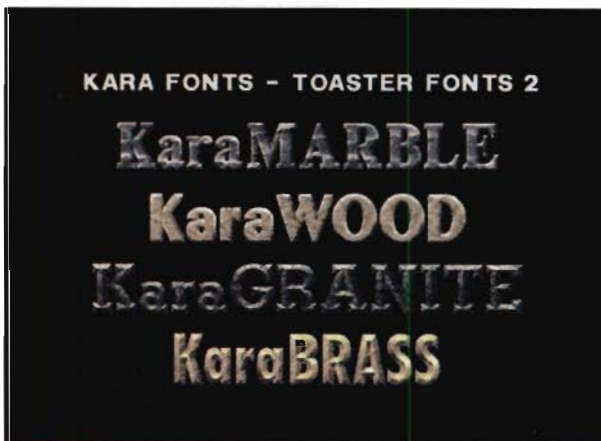 KARA FONTS - TOASTER FONTS 2
KaraMARBLE
KaraWOOD
KaraGRANITE
KaraBRASS